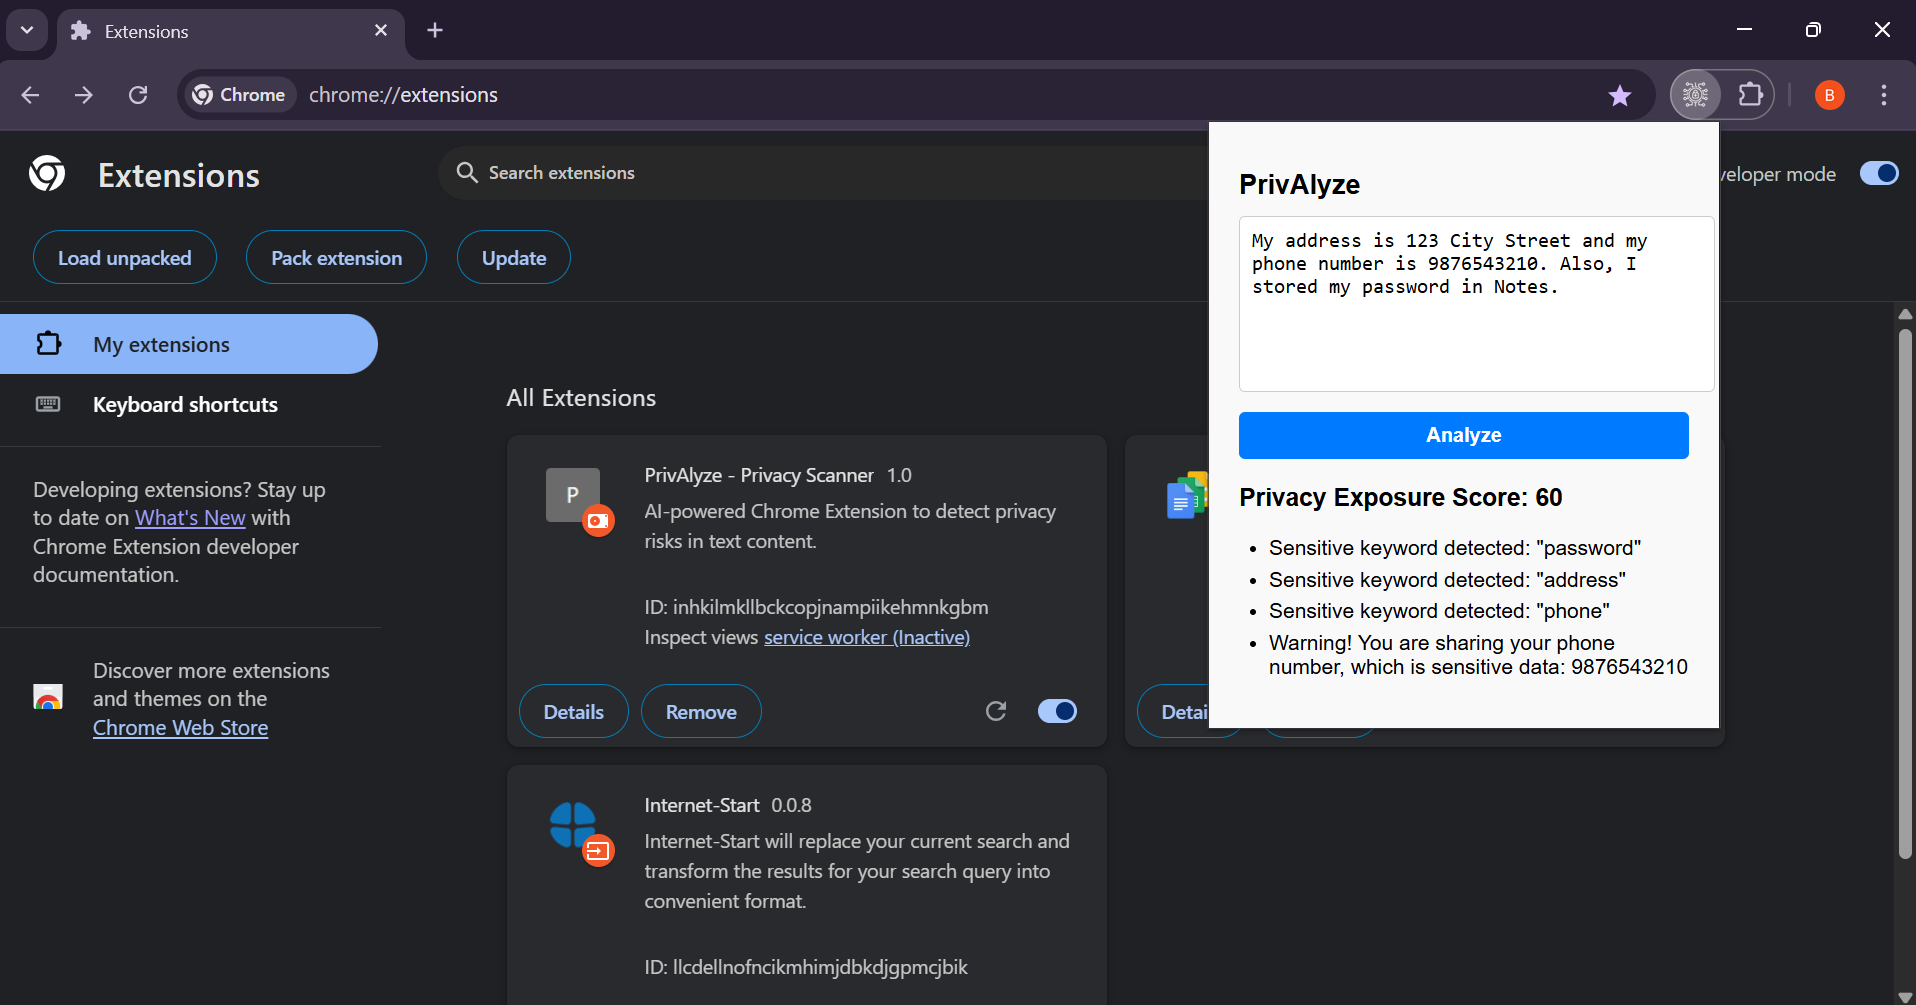 Extensions
Chrome
chrome://extensions
B
Extensions
Search extensions
veloper mode
Load unpacked
Pack extension
Update
My extensions
Keyboard shortcuts
Developing extensions? Stay up
to date on What's New with
Chrome Extension developer
documentation.
Discover more extensions
and themes on the
Chrome Web Store
All Extensions
P
PrivAlyze - Privacy Scanner 1.0
AI-powered Chrome Extension to detect privacy
risks in text content.
ID: inhkilmkllbckcopjnampiikehmnkgbm
Inspect views service worker (Inactive)
Details
Remove
Detai
Internet-Start 0.0.8
Internet-Start will replace your current search and
transform the results for your search query into
convenient format.
ID: llcdellnofncikmhimjdbkdjgpmcjbik
PrivAlyze
My address is 123 City Street and my
phone number is 9876543210. Also, I
stored my password in Notes.
Analyze
Privacy Exposure Score: 60
• Sensitive keyword detected: "password"
• Sensitive keyword detected: "address"
• Sensitive keyword detected: "phone"
• Warning! You are sharing your phone
number, which is sensitive data: 9876543210